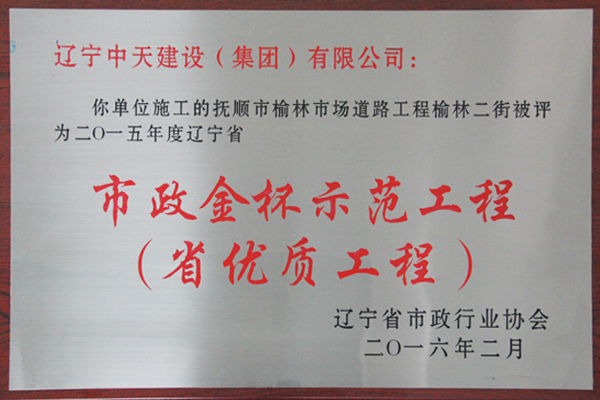 辽宁中天建设（集团）有限公司：
你单位施工的抚顺市榆林市场道路工程榆林二街被评
为二〇一五年度辽宁省
市政金杯示范工程
（省优质工程）
辽宁省市政行业协会
二〇一六年二月